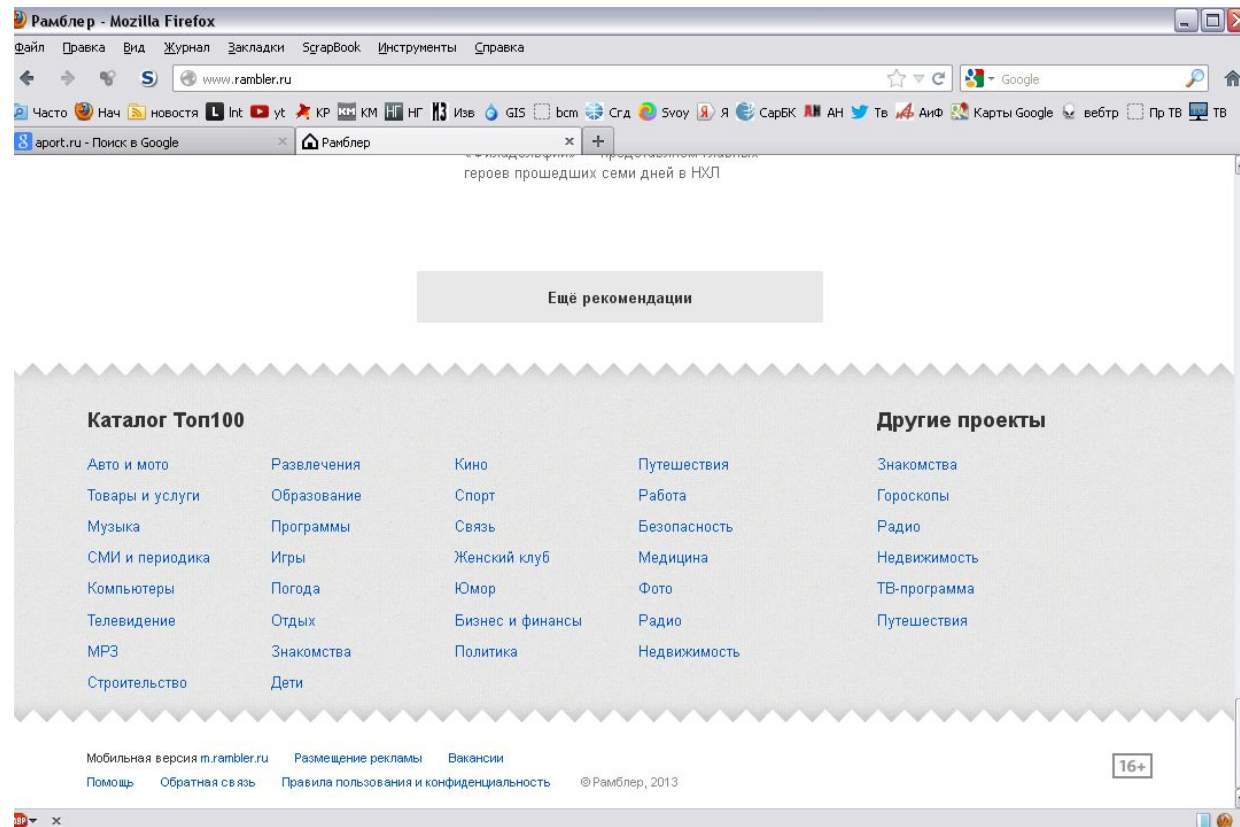 Рамблер - Mozilla Firefox
Файл Правка Вид Журнал Закладки ScrapBook Инструменты Справка
www.rambler.ru Google
Часто Нач новостя Int yt КР КМ КМ НГ НГ Изв GIS bcm Сгд Svoy Я СарБК АН Тв АиФ Карты Google вебтр Пр ТВ ТВ
aport.ru - Поиск в Google Рамблер
героев прошедших семи дней в НХЛ
Ещё рекомендации
Каталог Топ100 Другие проекты
Авто и мото Развлечения Кино Путешествия Знакомства
Товары и услуги Образование Спорт Работа Гороскопы
Музыка Программы Связь Безопасность Радио
СМИ и периодика Игры Женский клуб Медицина Недвижимость
Компьютеры Погода Юмор Фото ТВ-программа
Телевидение Отдых Бизнес и финансы Радио Путешествия
MP3 Знакомства Политика Недвижимость
Строительство Дети
Мобильная версия m.rambler.ru Размещение рекламы Вакансии
16+
Помощь Обратная связь Правила пользования и конфиденциальность © Рамблер, 2013
ABP